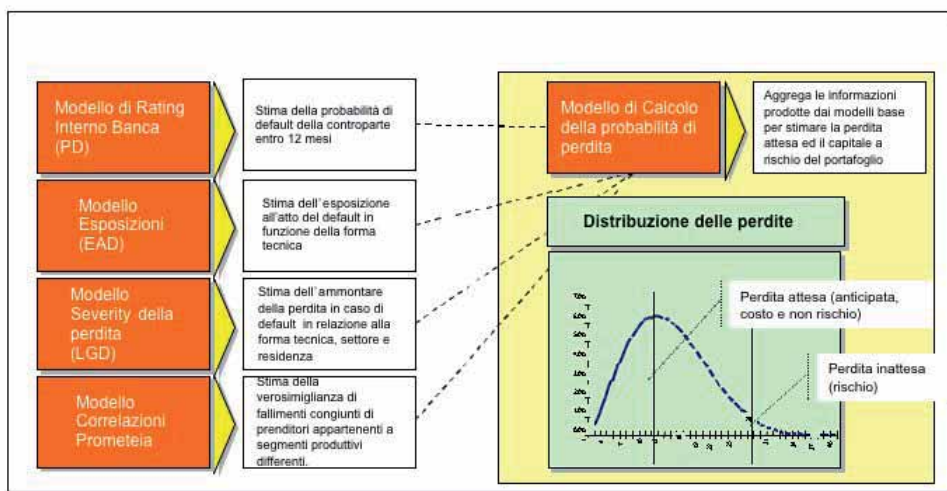 Modello di Rating
Interno Banca
(PD)
Stima della probabilità di
default della controparte
entro 12 mesi
Modello
Esposizioni
(EAD)
Stima dell'esposizione
all'atto del default in
funzione della forma
tecnica
Modello
Severity della
perdita
(LGD)
Stima dell'ammontare
della perdita in caso di
default in relazione alla
forma tecnica, settore e
residenza
Modello
Correlazioni
Prometeia
Stima della
verosimiglianza di
fallimenti congiunti di
prenditori appartenenti a
segmenti produttivi
differenti.
Modello di Calcolo
della probabilità di
perdita
Aggrega le informazioni
prodotte dai modelli base
per stimare la perdita
attesa ed il capitale a
rischio del portafoglio
Distribuzione delle perdite
Perdita attesa (anticipata,
costo e non rischio)
Perdita inattesa
(rischio)